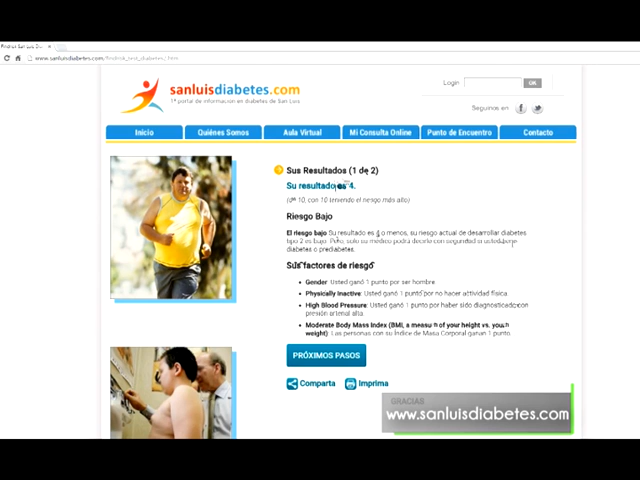 www.sanluisdiabetes.com/findrisk_test_diabetes2.htm
sanluisdiabetes.com
1ª portal de información en diabetes de San Luis
Login
OK
Seguinos en
Inicio
Quiénes Somos
Aula Virtual
Mi Consulta Online
Punto de Encuentro
Contacto
Sus Resultados (1 de 2)
Su resultado es 4.
(de 10, con 10 teniendo el riesgo más alto)
Riesgo Bajo
El riesgo bajo Su resultado es 4 o menos, su riesgo actual de desarrollar diabetes
tipo 2 es bajo. Pero, solo su médico podrá decirlo con seguridad si usted tiene
diabetes o prediabetes.
Sus factores de riesgo
Gender: Usted ganó 1 punto por ser hombre
Physically Inactive: Usted ganó 1 punto por no hacer actividad física.
High Blood Pressure: Usted ganó 1 punto por haber sido diagnosticado con
presión arterial alta
Moderate Body Mass Index (BMI, a measure of your height vs. your
weight): Las personas con su Índice de Masa Corporal ganan 1 punto.
PRÓXIMOS PASOS
Comparta
Imprima
GRACIAS
www.sanluisdiabetes.com